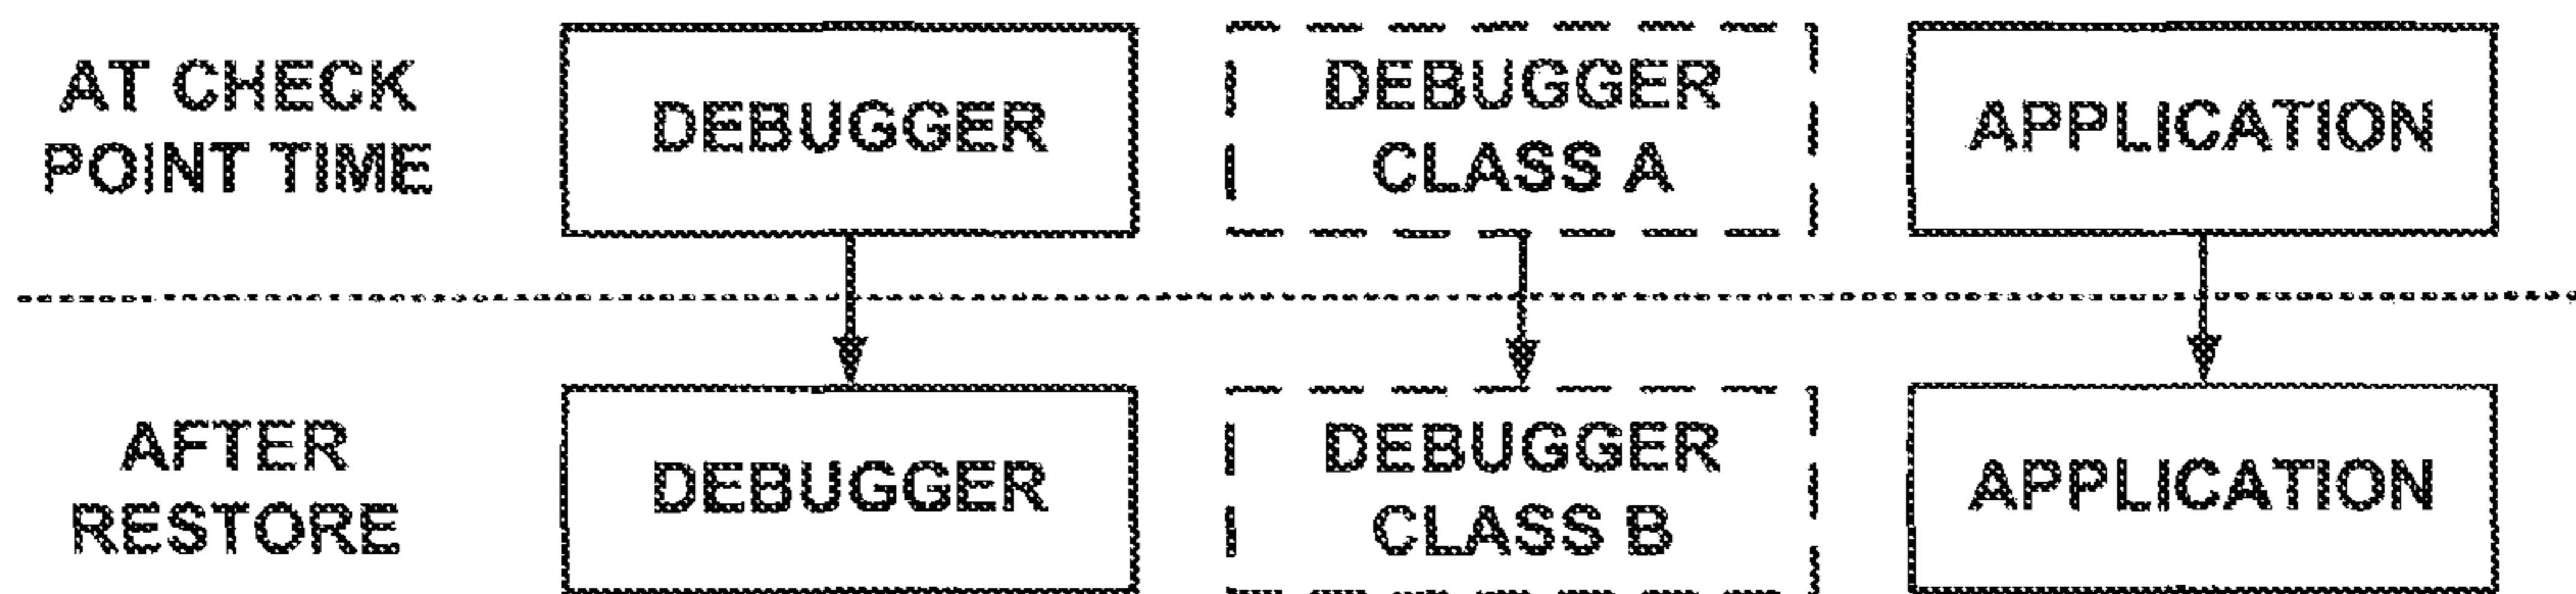 AT CHECK
POINT TIME
DEBUGGER
DEBUGGER
CLASS A
APPLICATION
AFTER
RESTORE
DEBUGGER
DEBUGGER
CLASS B
APPLICATION